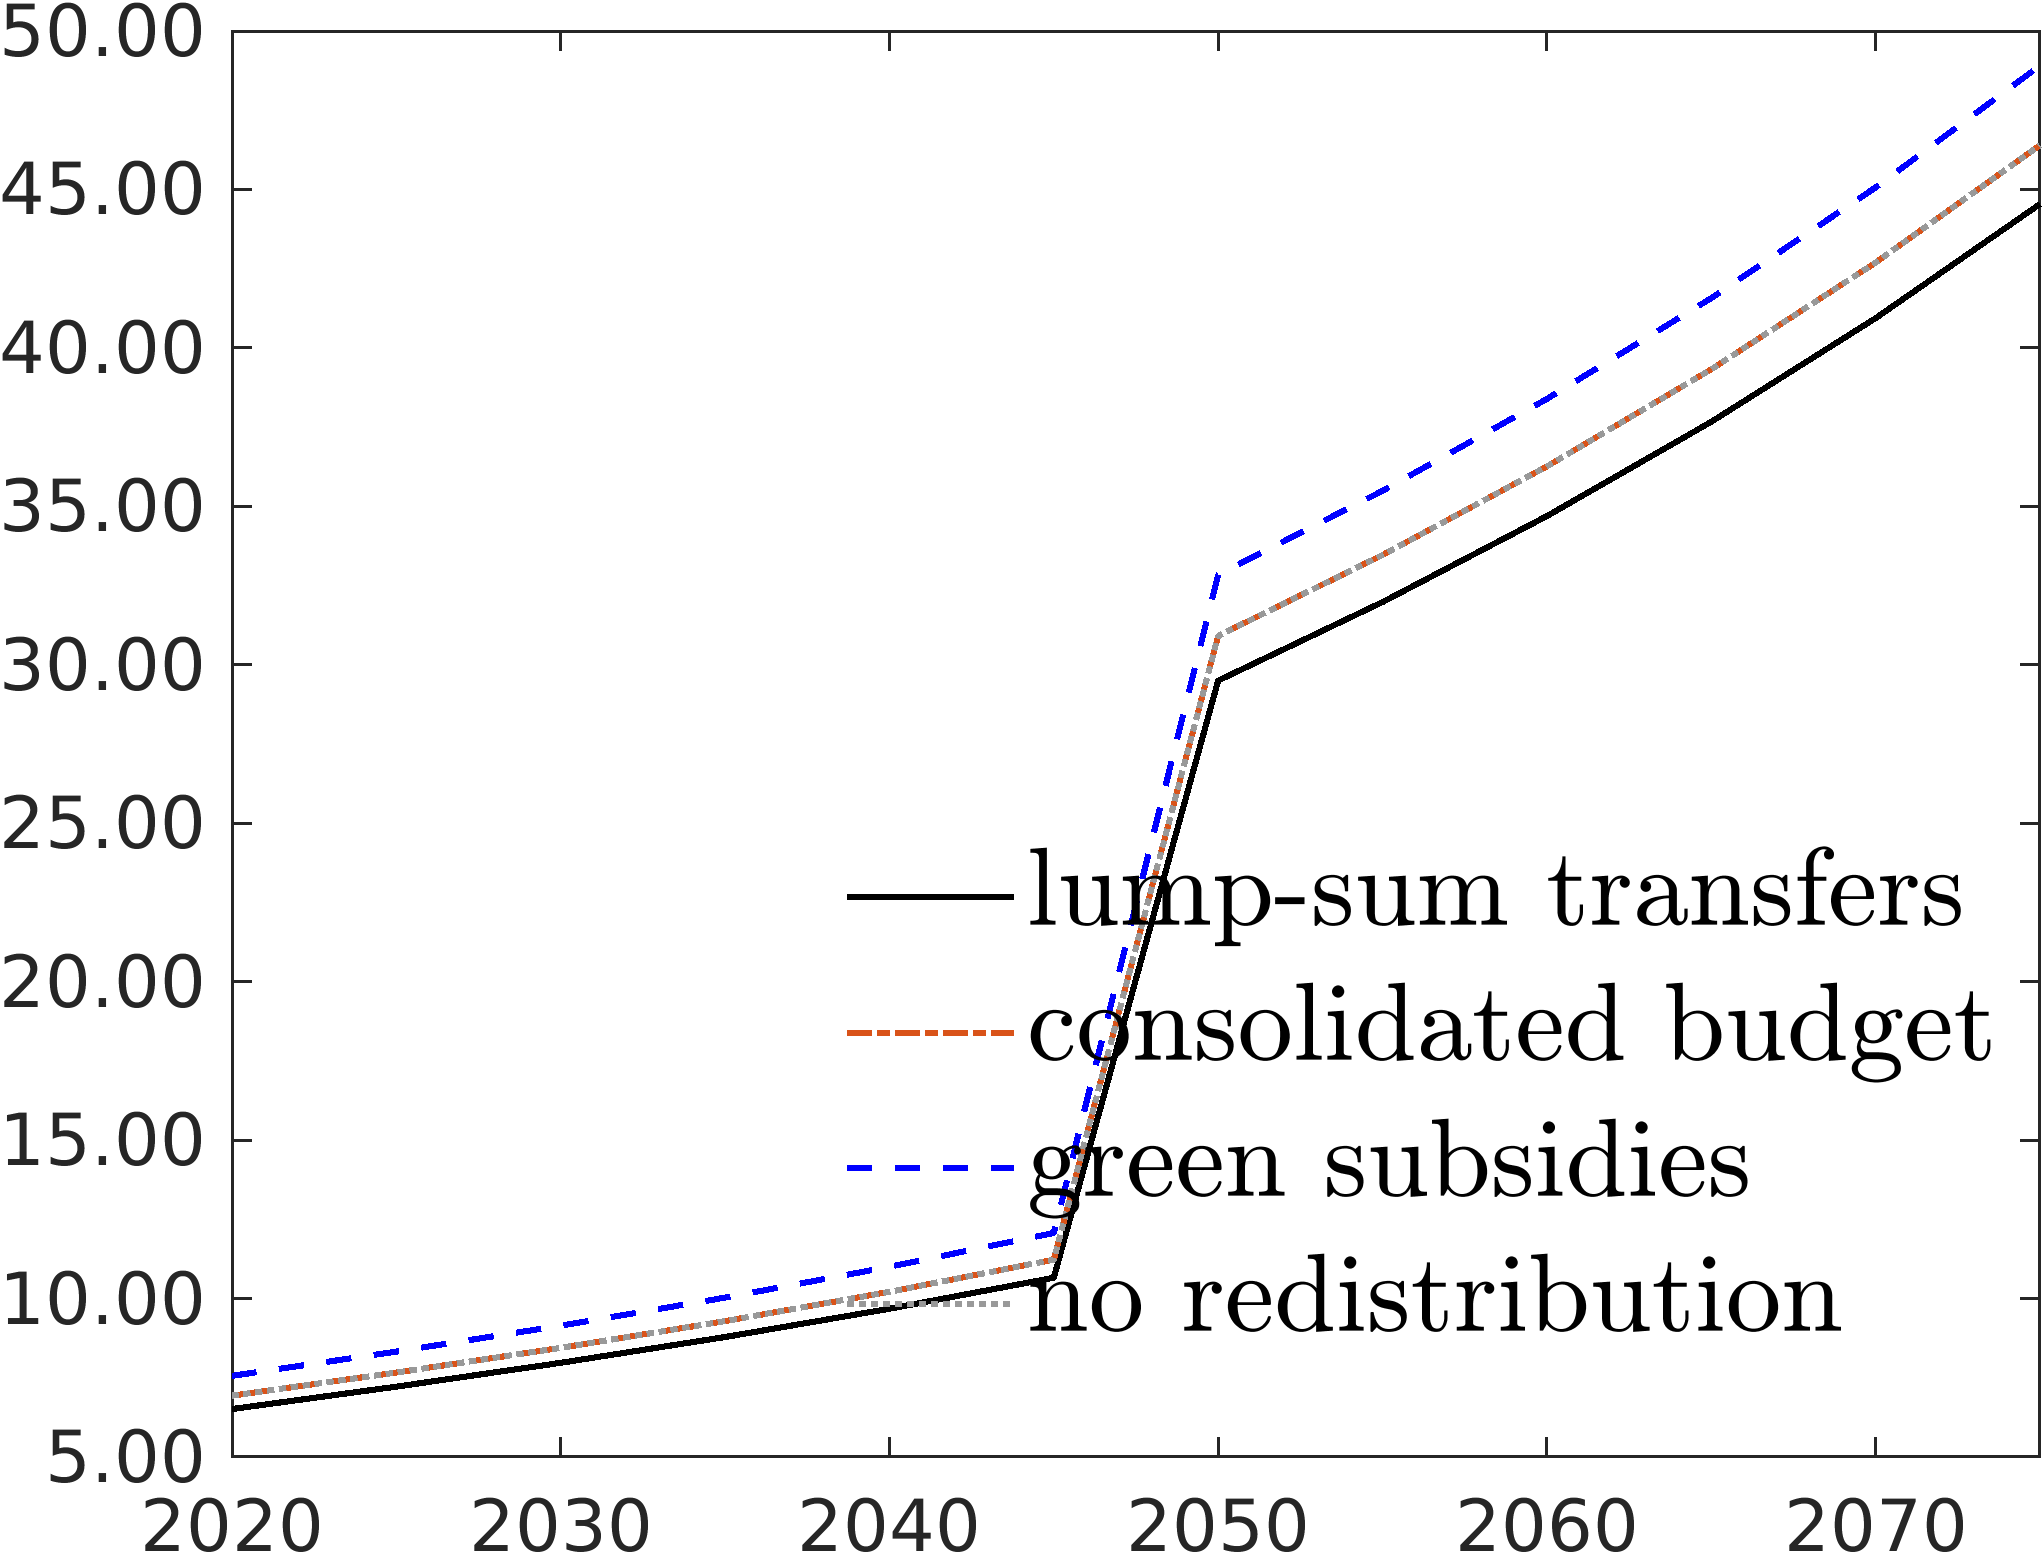 50.00
45.00
40.00
35.00
30.00
25.00
20.00
15.00
10.00
5.00
lump-sum transfers
consolidated budget
green subsidies
no redistribution
2020 2030 2040 2050 2060 2070